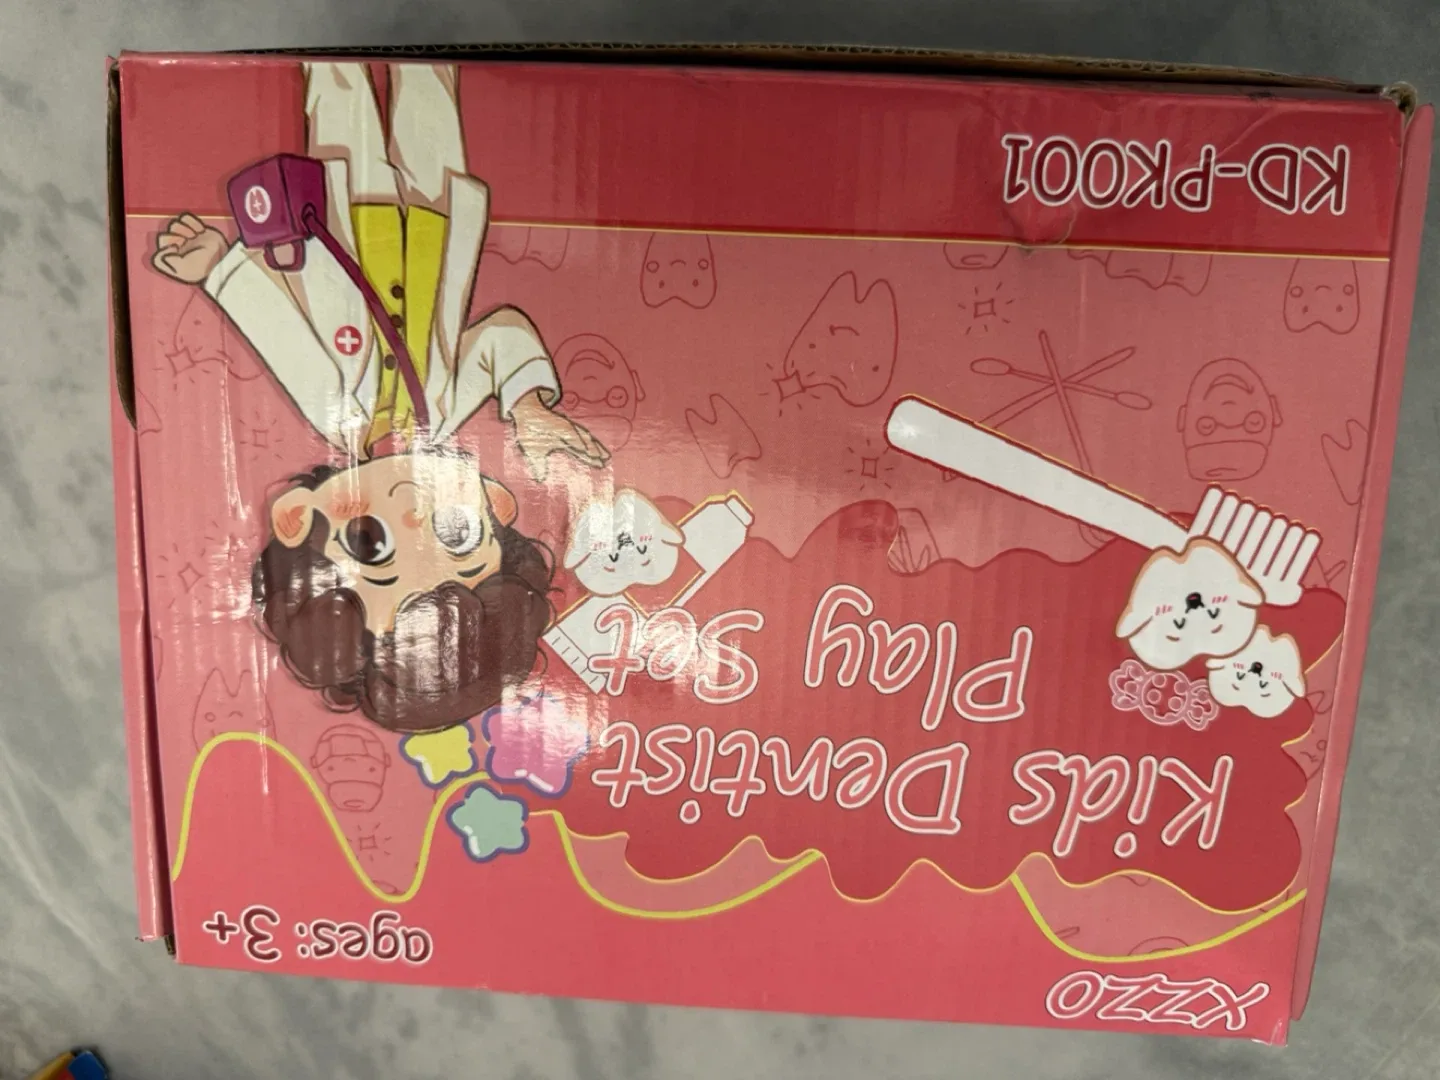 XZZO
ages: 3+
Kids Dentist
Play Set
KD-PK001